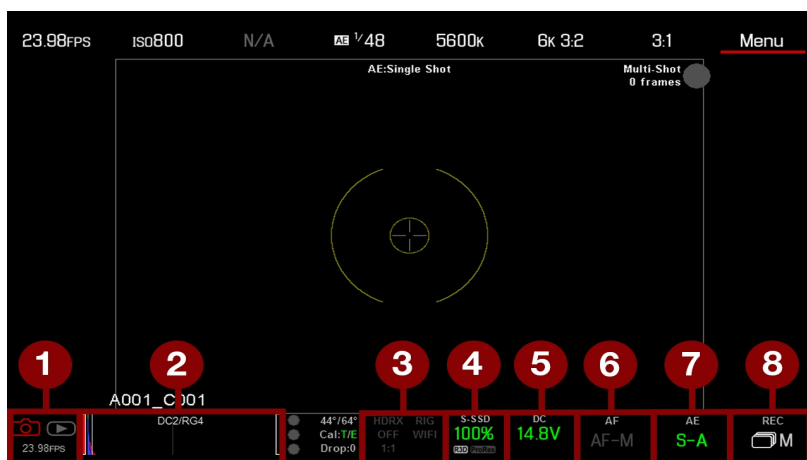 23.98FPS ISO800 N/A AE 1/48 5600K 6K 3:2 3:1 Menu
AE:Single Shot
Multi-Shot
0 frames
1 2 3 4 5 6 7 8
A001_C001
23.98FPS
DC2/RG4
44°/64°
Cal:T/E
Drop:0
HDRX RIG
OFF WIFI
1:1
S-SSD
100%
R3D ProRes
DC
14.8V
AF
AF-M
AE
S-A
REC
M